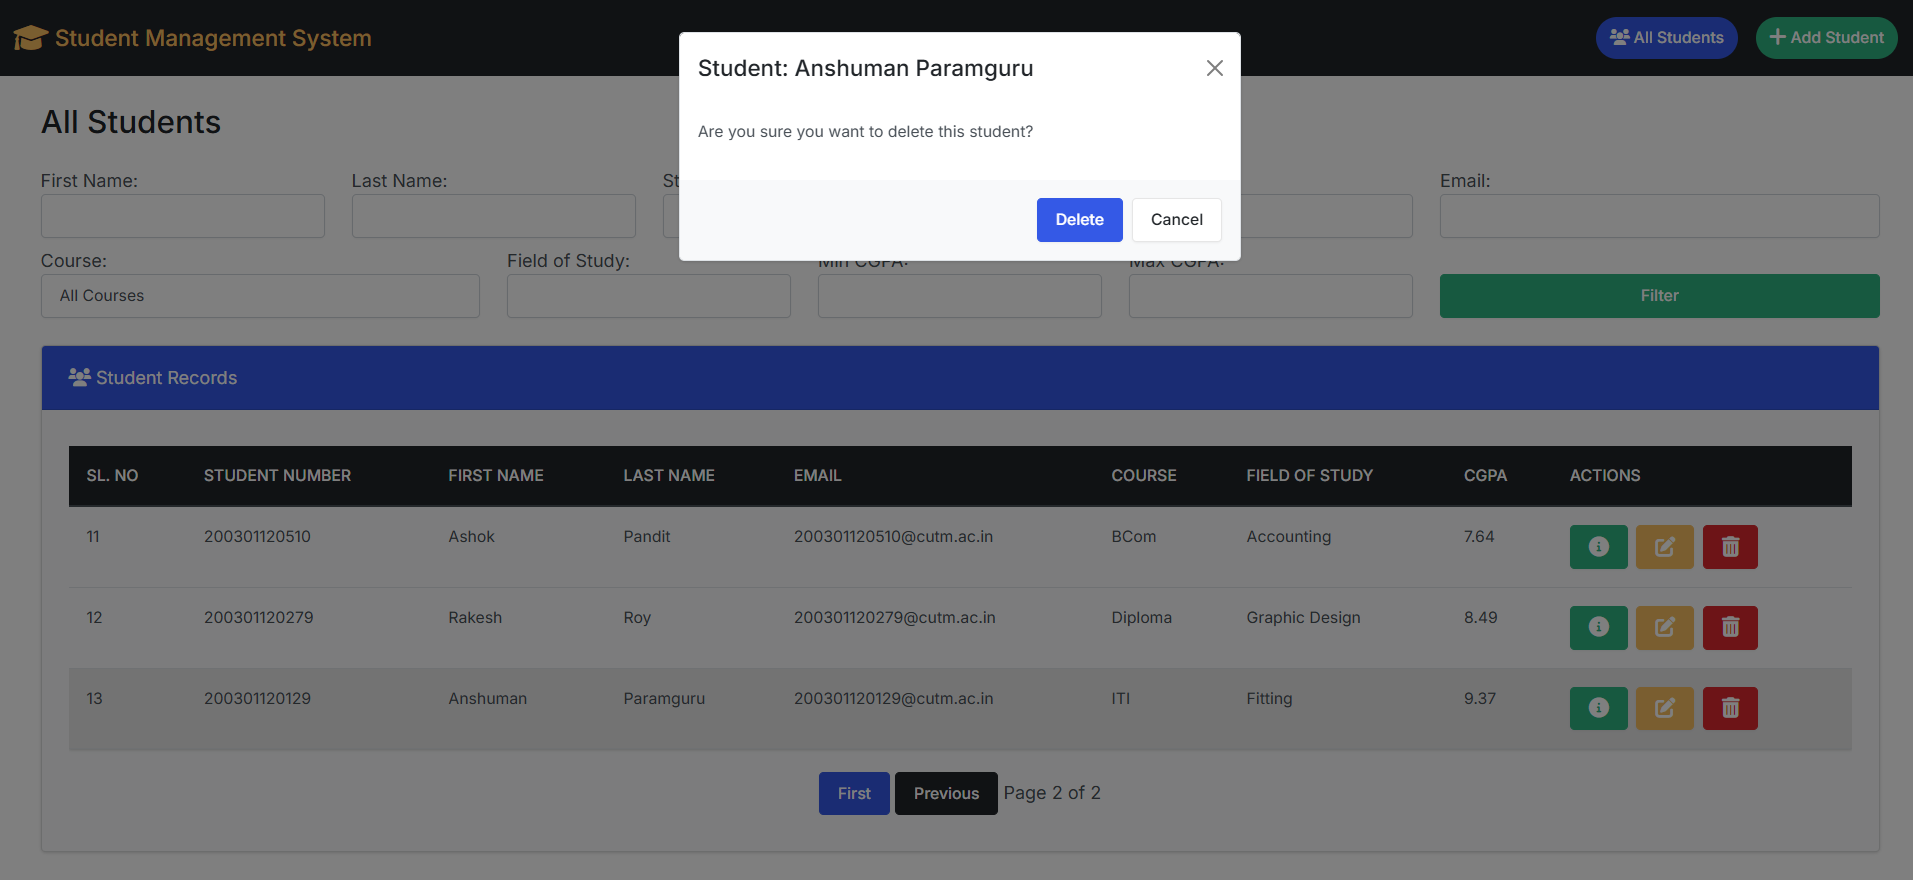 Student Management System
All Students
Add Student
Student: Anshuman Paramguru
Are you sure you want to delete this student?
Delete
Cancel
All Students
First Name:
Last Name:
St
Email:
Course:
Field of Study:
Min CGPA:
Max CGPA:
All Courses
Filter
Student Records
SL. NO STUDENT NUMBER FIRST NAME LAST NAME EMAIL COURSE FIELD OF STUDY CGPA ACTIONS
11 200301120510 Ashok Pandit 200301120510@cutm.ac.in BCom Accounting 7.64
12 200301120279 Rakesh Roy 200301120279@cutm.ac.in Diploma Graphic Design 8.49
13 200301120129 Anshuman Paramguru 200301120129@cutm.ac.in ITI Fitting 9.37
First Previous Page 2 of 2